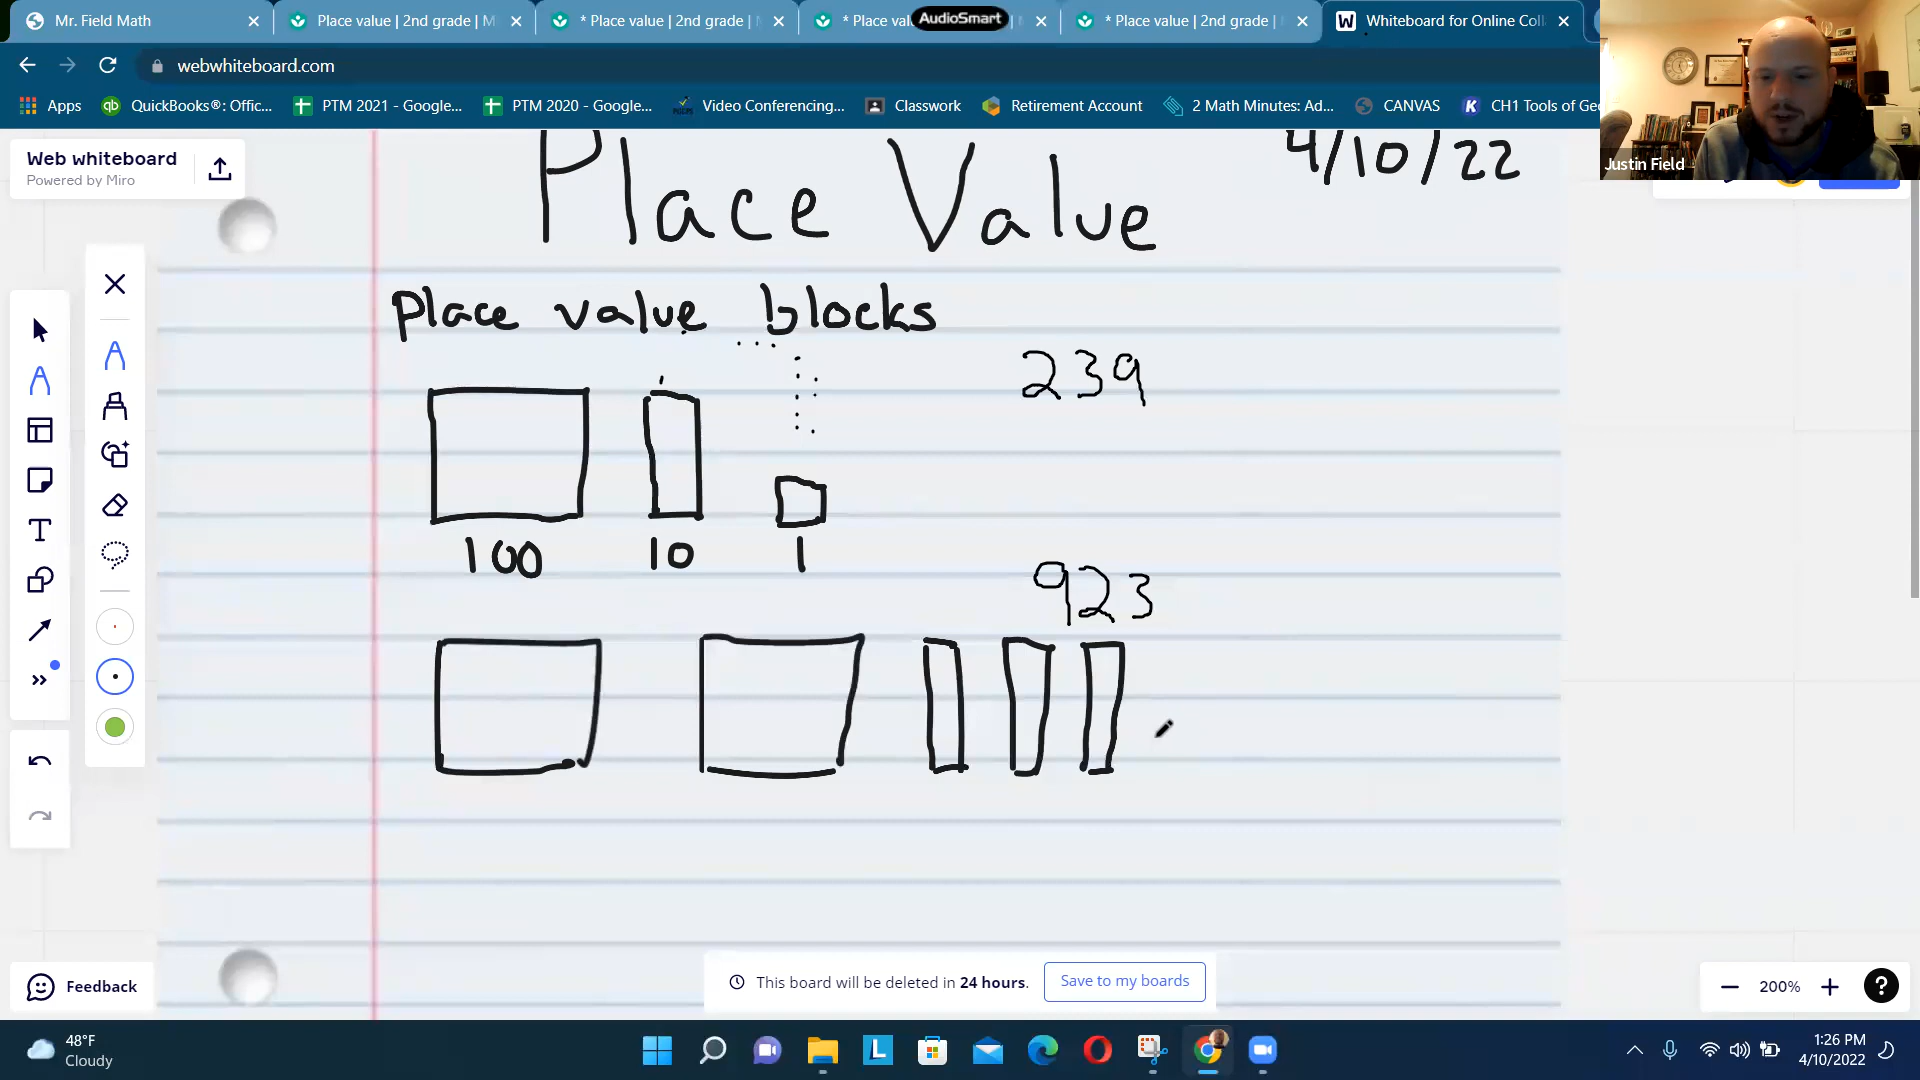 Mr. Field Math
Place value | 2nd grade | M
* Place value | 2nd grade |
* Place val
AudioSmart
* Place value | 2nd grade |
Whiteboard for Online Coll
webwhiteboard.com
Apps
QuickBooks®: Offic...
PTM 2021 - Google...
PTM 2020 - Google...
Video Conferencing...
Classwork
Retirement Account
2 Math Minutes: Ad...
CANVAS
CH1 Tools of Geo
Justin Field
Web whiteboard
Powered by Miro
Place Value
4/10/22
Place value blocks
239
100 10 1
923
This board will be deleted in 24 hours.
Save to my boards
Feedback
200%
48°F
Cloudy
1:26 PM
4/10/2022